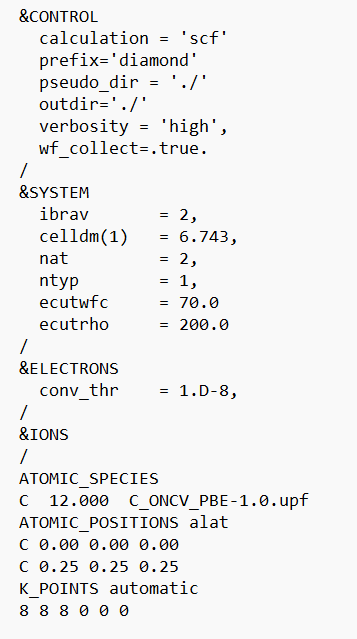 &CONTROL
  calculation = 'scf'
  prefix='diamond'
  pseudo_dir = './'
  outdir='./'
  verbosity = 'high',
  wf_collect=.true.
/
&SYSTEM
  ibrav       = 2,
  celldm(1)   = 6.743,
  nat         = 2,
  ntyp        = 1,
  ecutwfc     = 70.0
  ecutrho     = 200.0
/
&ELECTRONS
  conv_thr    = 1.D-8,
/
&IONS
/
ATOMIC_SPECIES
C  12.000  C_ONCV_PBE-1.0.upf
ATOMIC_POSITIONS alat
C 0.00 0.00 0.00
C 0.25 0.25 0.25
K_POINTS automatic
8 8 8 0 0 0